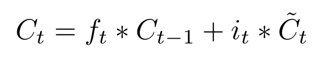 $C_t = f_t * C_{t-1} + i_t * \tilde{C}_t$